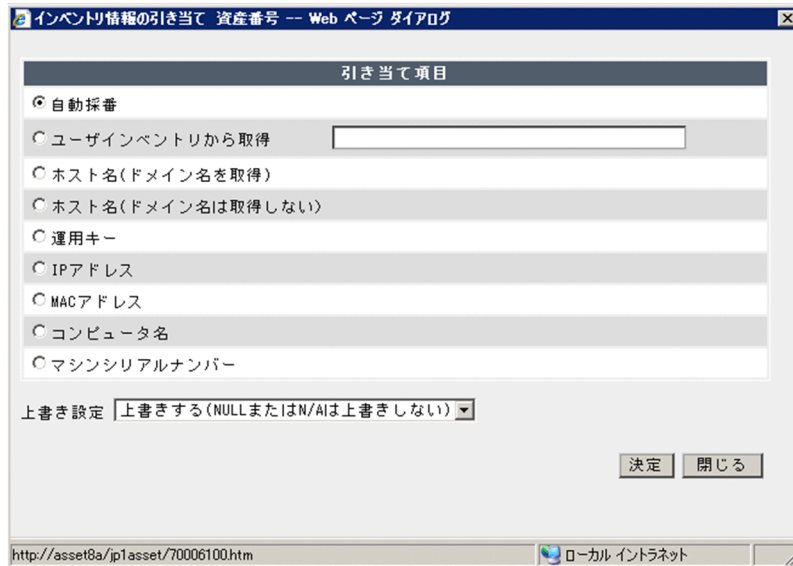 インベントリ情報の引き当て 資産番号 -- Web ページ ダイアログ
引き当て項目
自動採番
ユーザインベントリから取得
ホスト名(ドメイン名を取得)
ホスト名(ドメイン名は取得しない)
運用キー
IPアドレス
MACアドレス
コンピュータ名
マシンシリアルナンバー
上書き設定 上書きする(NULLまたはN/Aは上書きしない)
決定 閉じる
http://asset8a/jp1asset/70006100.htm ローカル イントラネット